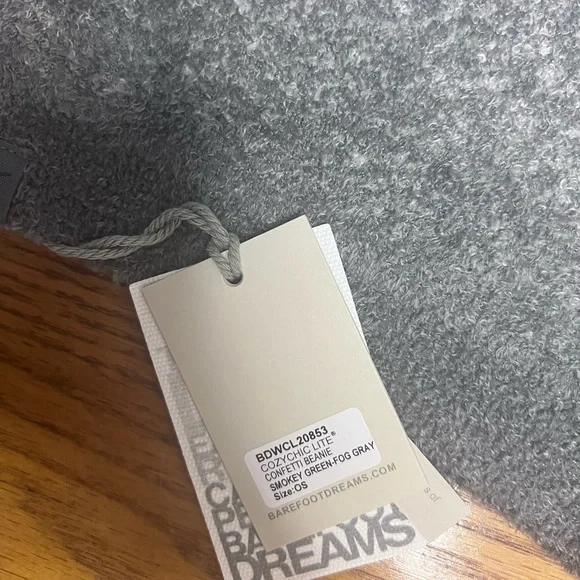 BDWCL20853
COZYCHIC LITE®
CONFETTI BEANIE
SMOKEY GREEN-FOG GRAY
Size:OS
BAREFOOTDREAMS.COM
DREAMS